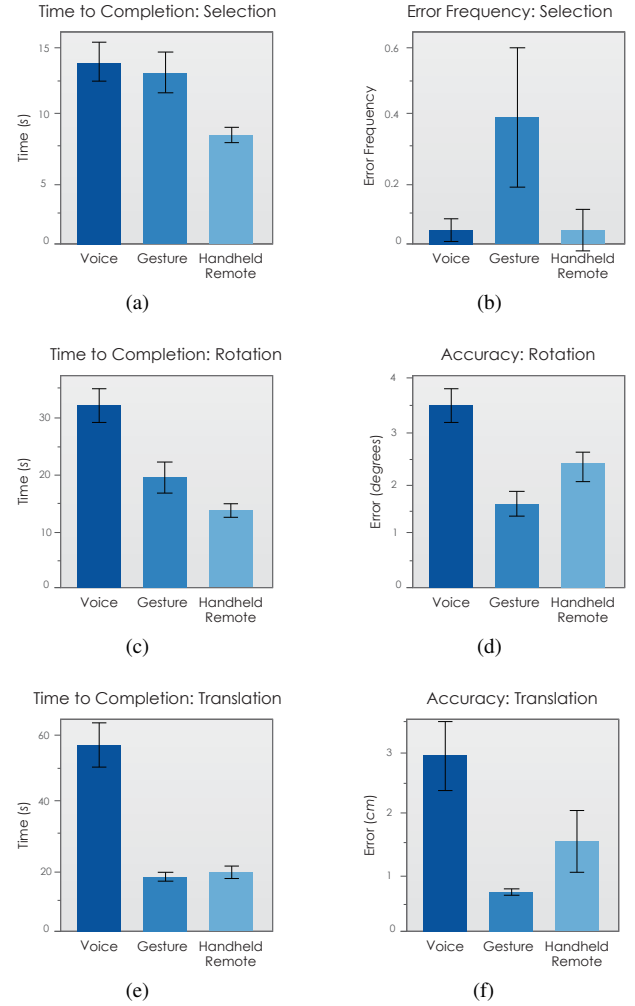 Time to Completion: Selection
Time (s)
15
10
5
0
Voice Gesture Handheld
Remote
(a)
Error Frequency: Selection
Error Frequency
0.6
0.4
0.2
0
Voice Gesture Handheld
Remote
(b)
Time to Completion: Rotation
Time (s)
30
20
10
0
Voice Gesture Handheld
Remote
(c)
Accuracy: Rotation
Error (degrees)
4
3
2
1
0
Voice Gesture Handheld
Remote
(d)
Time to Completion: Translation
Time (s)
60
40
20
0
Voice Gesture Handheld
Remote
(e)
Accuracy: Translation
Error (cm)
3
2
1
0
Voice Gesture Handheld
Remote
(f)